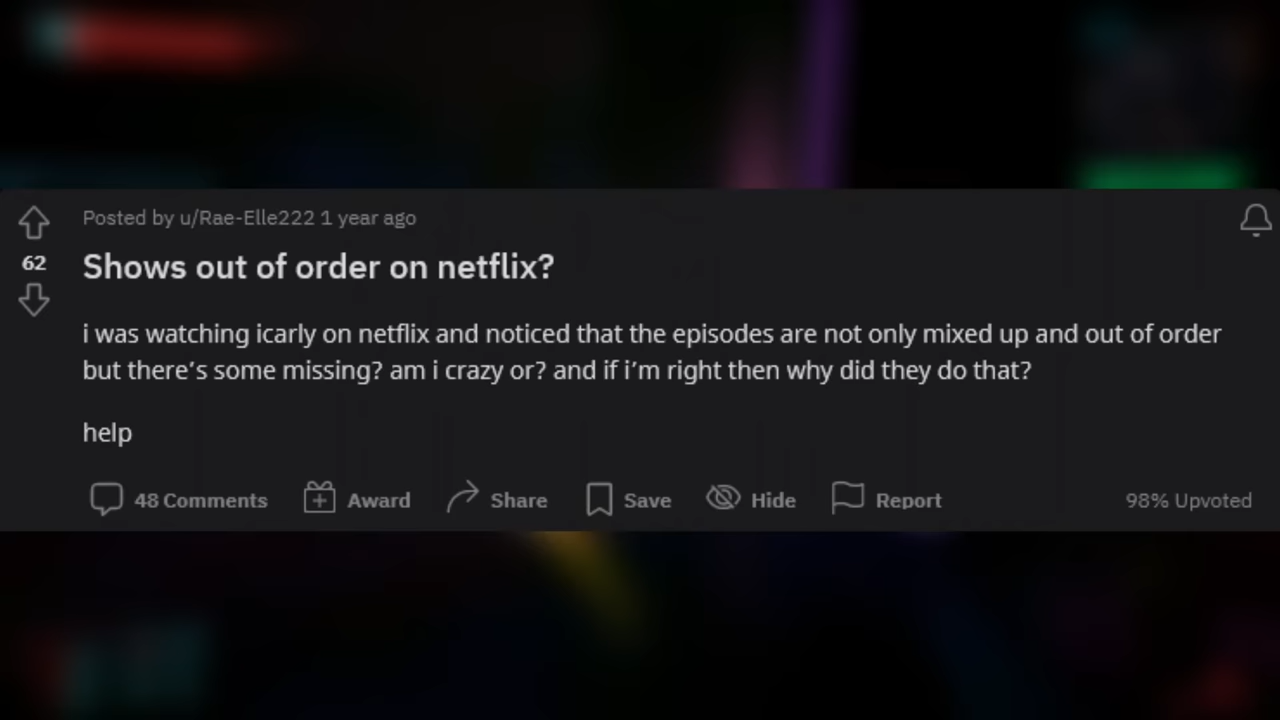 Posted by u/Rae-Elle222 1 year ago
62
Shows out of order on netflix?
i was watching icarly on netflix and noticed that the episodes are not only mixed up and out of order
but there’s some missing? am i crazy or? and if i’m right then why did they do that?
help
48 Comments Award Share Save Hide Report 98% Upvoted